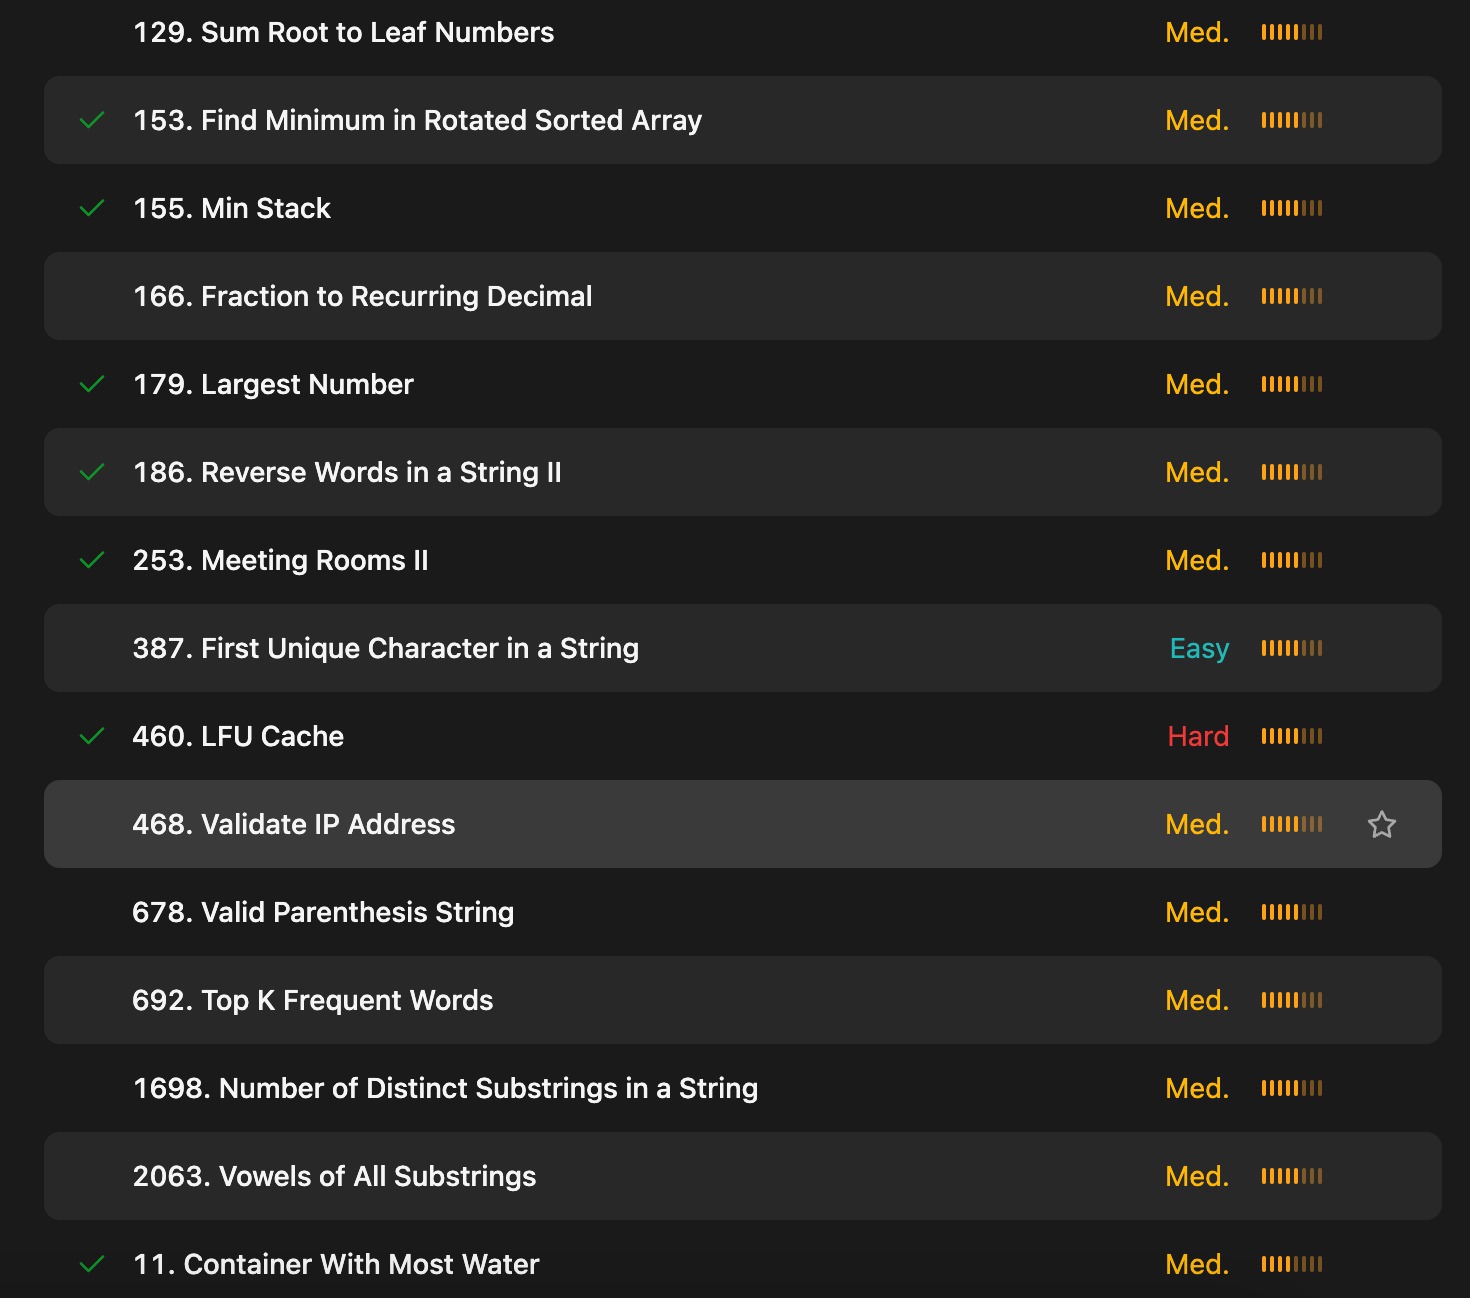 129. Sum Root to Leaf Numbers Med.
153. Find Minimum in Rotated Sorted Array Med.
155. Min Stack Med.
166. Fraction to Recurring Decimal Med.
179. Largest Number Med.
186. Reverse Words in a String II Med.
253. Meeting Rooms II Med.
387. First Unique Character in a String Easy
460. LFU Cache Hard
468. Validate IP Address Med.
678. Valid Parenthesis String Med.
692. Top K Frequent Words Med.
1698. Number of Distinct Substrings in a String Med.
2063. Vowels of All Substrings Med.
11. Container With Most Water Med.